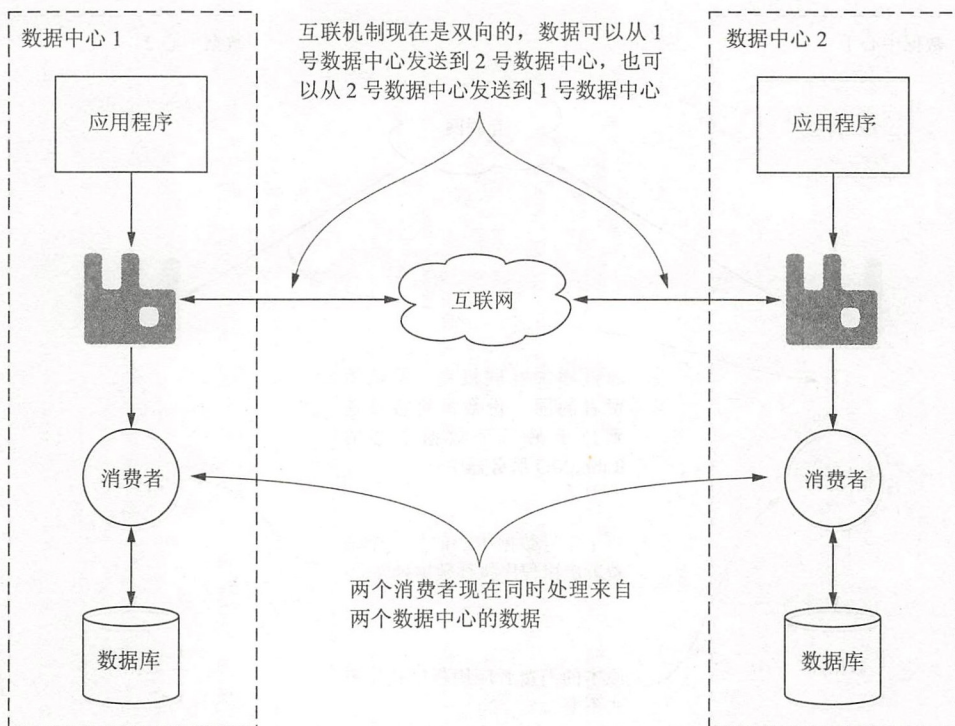 数据中心 1
互联机制现在是双向的，数据可以从 1
号数据中心发送到 2 号数据中心，也可
以从 2 号数据中心发送到 1 号数据中心
数据中心 2
应用程序
应用程序
互联网
消费者
消费者
两个消费者现在同时处理来自
两个数据中心的数据
数据库
数据库